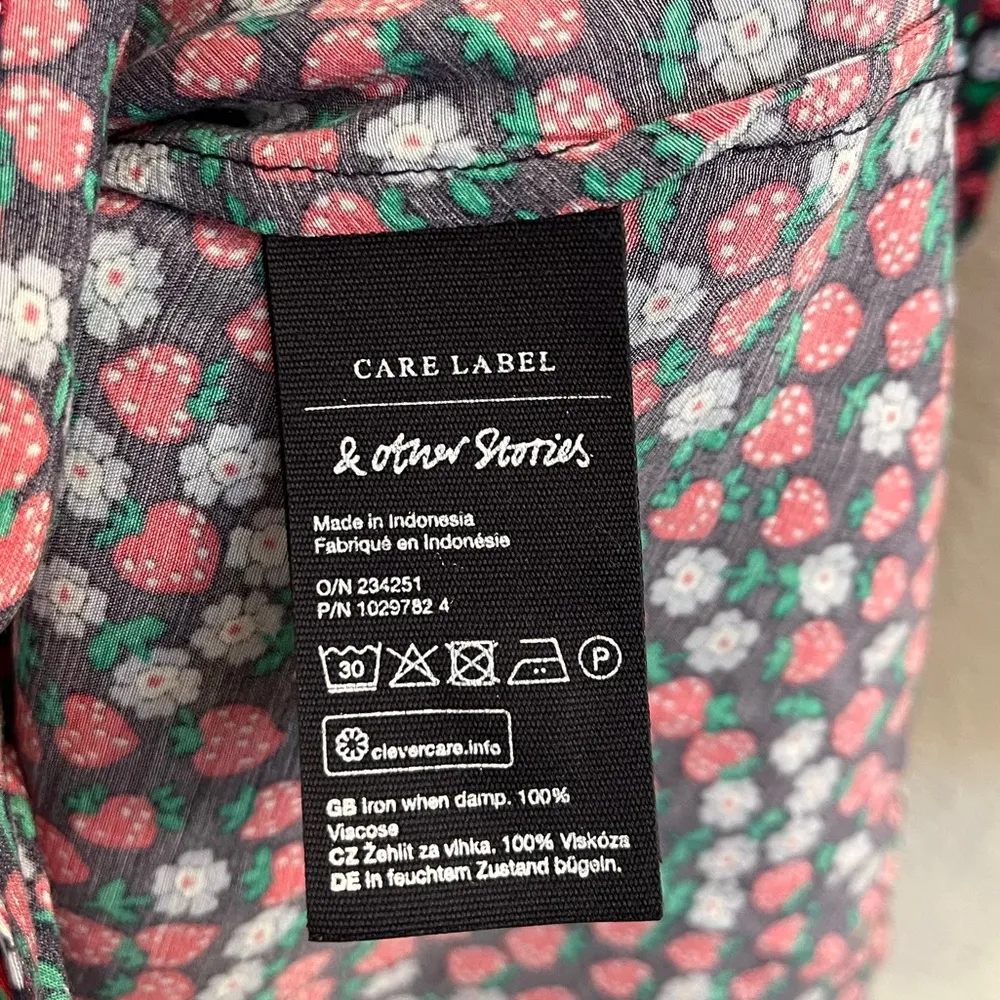 CARE LABEL
& other Stories
Made in Indonesia
Fabriqué en Indonésie
O/N 234251
P/N 1029782 4
30 P
clevercare.info
GB Iron when damp. 100%
Viscose
CZ Žehlit za vlhka. 100% Viskóza
DE In feuchtem Zustand bügeln.